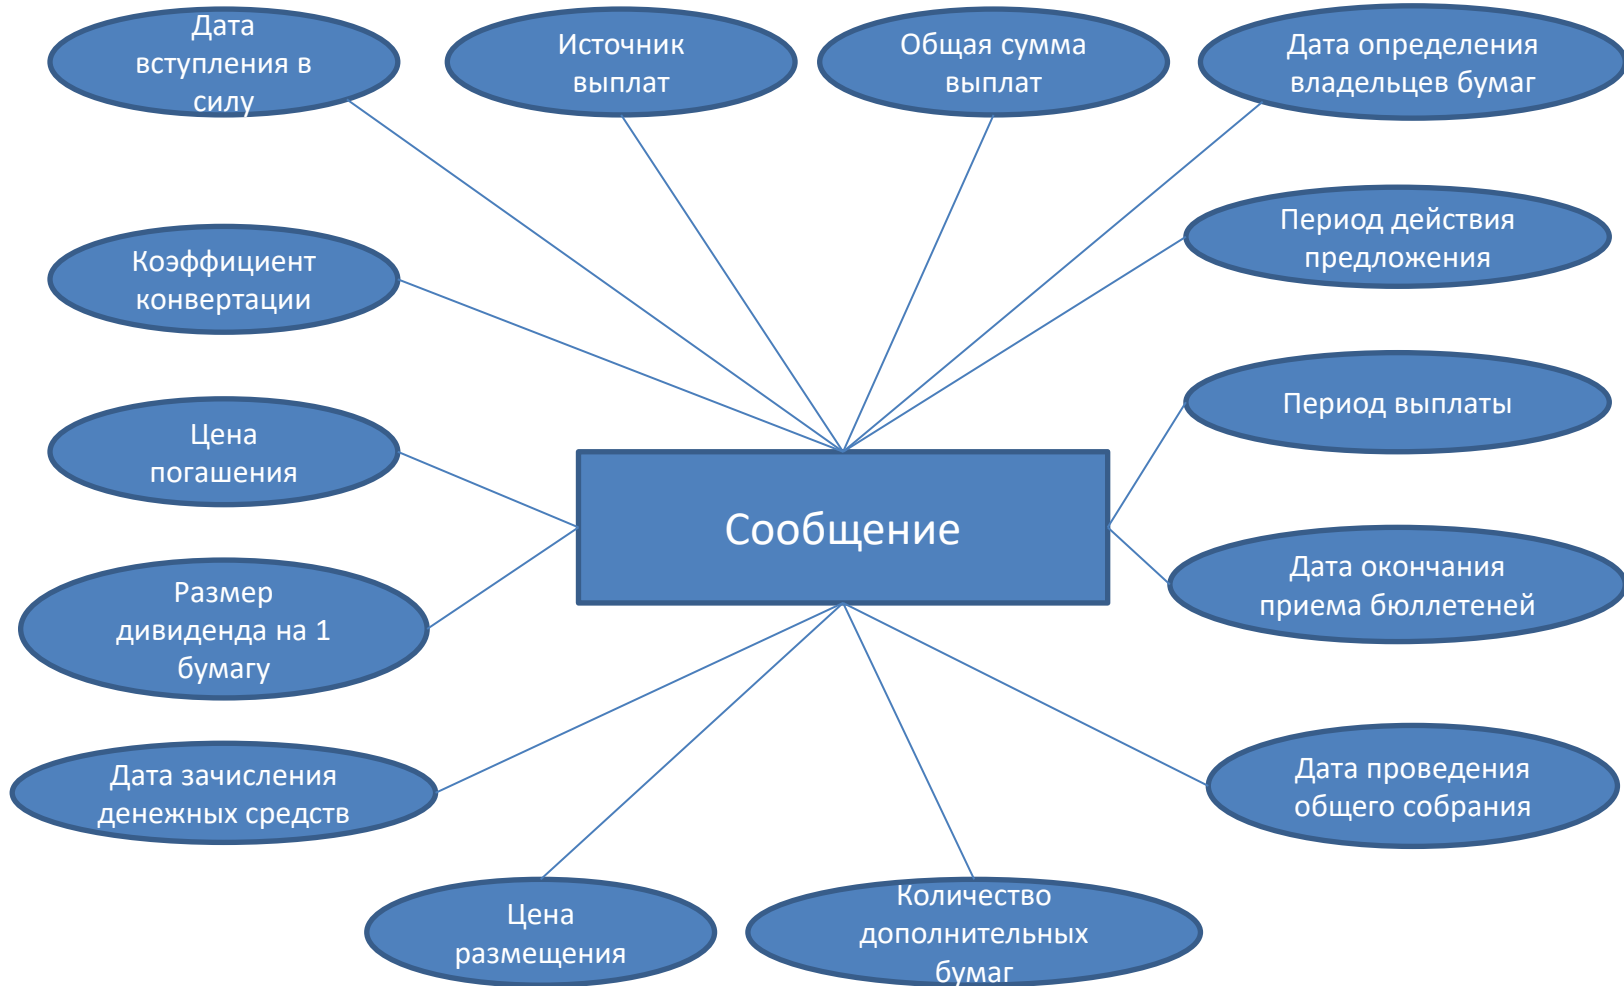 Дата
вступления в
силу
Источник
выплат
Общая сумма
выплат
Дата определения
владельцев бумаг
Период действия
предложения
Коэффициент
конвертации
Период выплаты
Цена
погашения
Сообщение
Дата окончания
приема бюллетеней
Размер
дивиденда на 1
бумагу
Дата зачисления
денежных средств
Дата проведения
общего собрания
Цена
размещения
Количество
дополнительных
бумаг